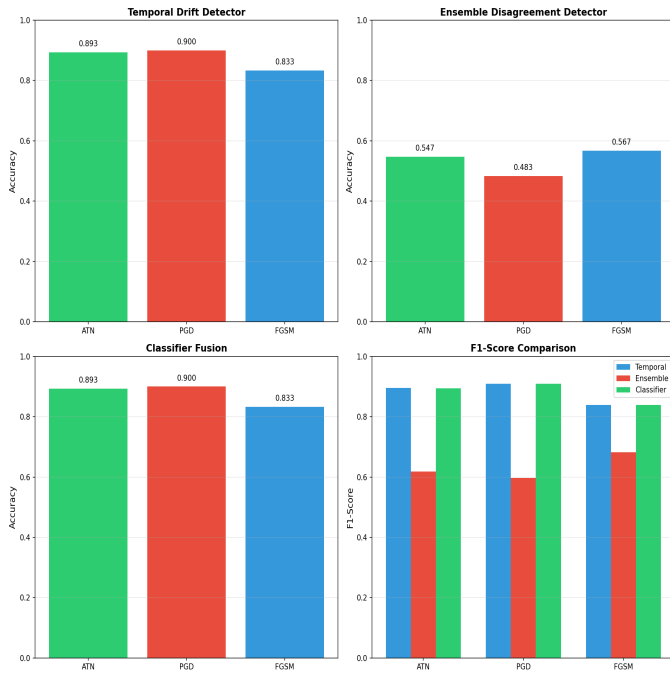 Temporal Drift Detector
Accuracy
1.0
0.8
0.6
0.4
0.2
0.0
0.893
0.900
0.833
ATN
PGD
FGSM
Ensemble Disagreement Detector
Accuracy
1.0
0.8
0.6
0.4
0.2
0.0
0.547
0.483
0.567
ATN
PGD
FGSM
Classifier Fusion
Accuracy
1.0
0.8
0.6
0.4
0.2
0.0
0.893
0.900
0.833
ATN
PGD
FGSM
F1-Score Comparison
F1-Score
1.0
0.8
0.6
0.4
0.2
0.0
Temporal
Ensemble
Classifier
ATN
PGD
FGSM